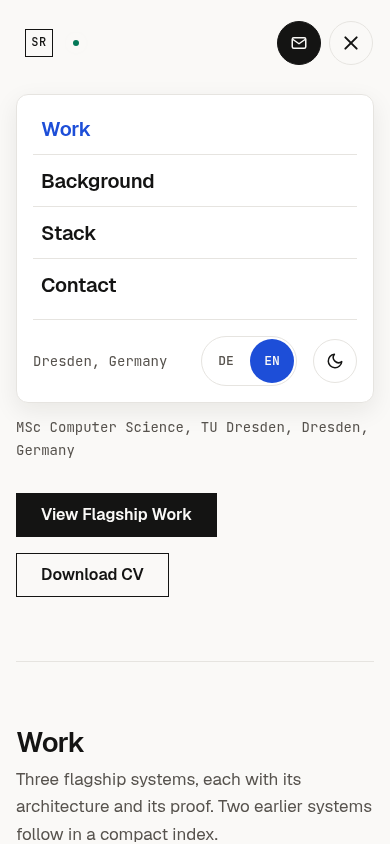 SR
Work
Background
Stack
Contact
Dresden, Germany
DE
EN
MSc Computer Science, TU Dresden, Dresden,
Germany
View Flagship Work
Download CV
Work
Three flagship systems, each with its
architecture and its proof. Two earlier systems
follow in a compact index.